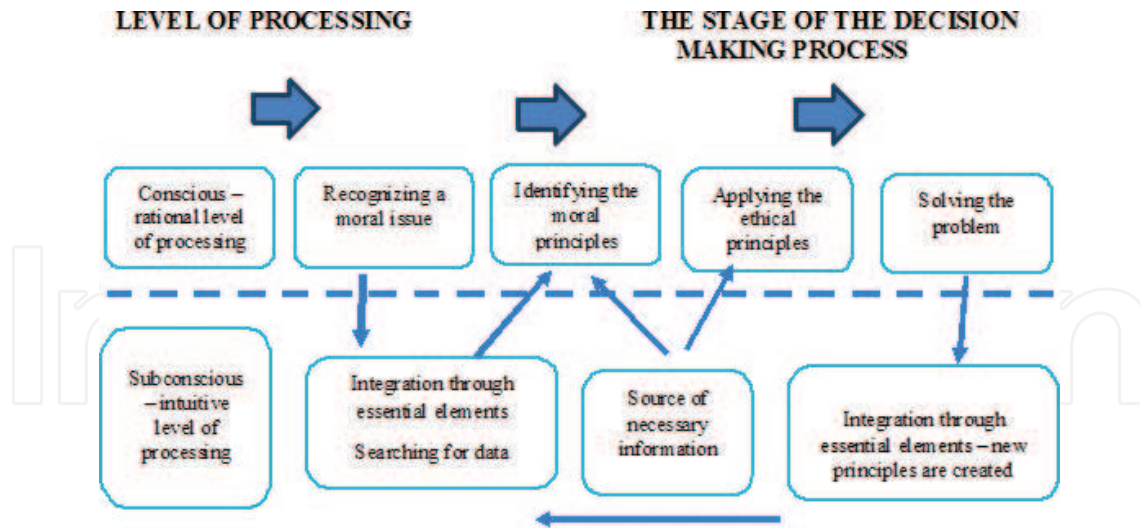 LEVEL OF PROCESSING
THE STAGE OF THE DECISION
MAKING PROCESS
Conscious –
rational level
of processing
Recognizing a
moral issue
Identifying the
moral
principles
Applying the
ethical
principles
Solving the
problem
Subconscious
– intuitive
level of
processing
Integration through
essential elements
Searching for data
Source of
necessary
information
Integration through
essential elements – new
principles are created